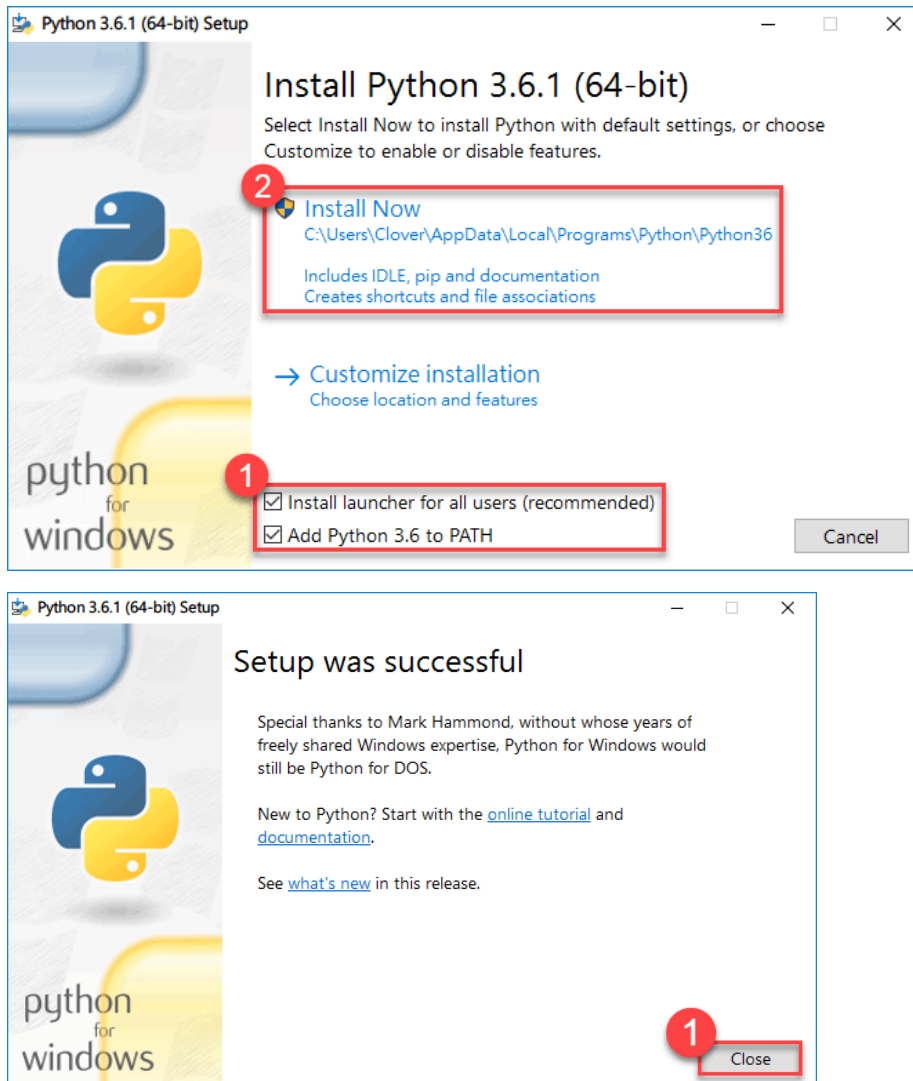 Python 3.6.1 (64-bit) Setup
Install Python 3.6.1 (64-bit)
Select Install Now to install Python with default settings, or choose
Customize to enable or disable features.
2
Install Now
C:\Users\Clover\AppData\Local\Programs\Python\Python36
Includes IDLE, pip and documentation
Creates shortcuts and file associations
Customize installation
Choose location and features
1
Install launcher for all users (recommended)
Add Python 3.6 to PATH
python
for
windows
Cancel
Python 3.6.1 (64-bit) Setup
Setup was successful
Special thanks to Mark Hammond, without whose years of
freely shared Windows expertise, Python for Windows would
still be Python for DOS.
New to Python? Start with the online tutorial and
documentation.
See what's new in this release.
python
for
windows
1
Close